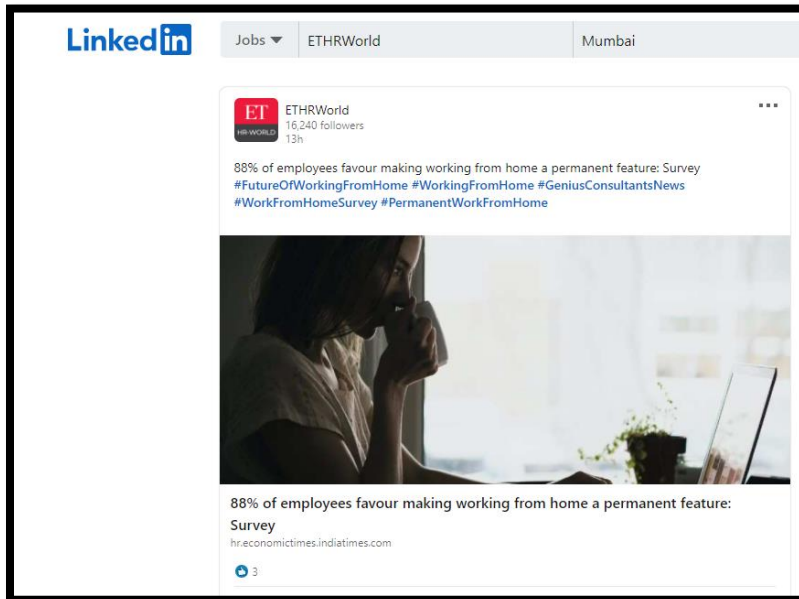 Linked in
Jobs ETHRWorld Mumbai
ET
HR-WORLD
ETHRWorld
16,240 followers
13h
88% of employees favour making working from home a permanent feature: Survey
#FutureOfWorkingFromHome #WorkingFromHome #GeniusConsultantsNews
#WorkFromHomeSurvey #PermanentWorkFromHome
88% of employees favour making working from home a permanent feature:
Survey
hr.economictimes.indiatimes.com
3